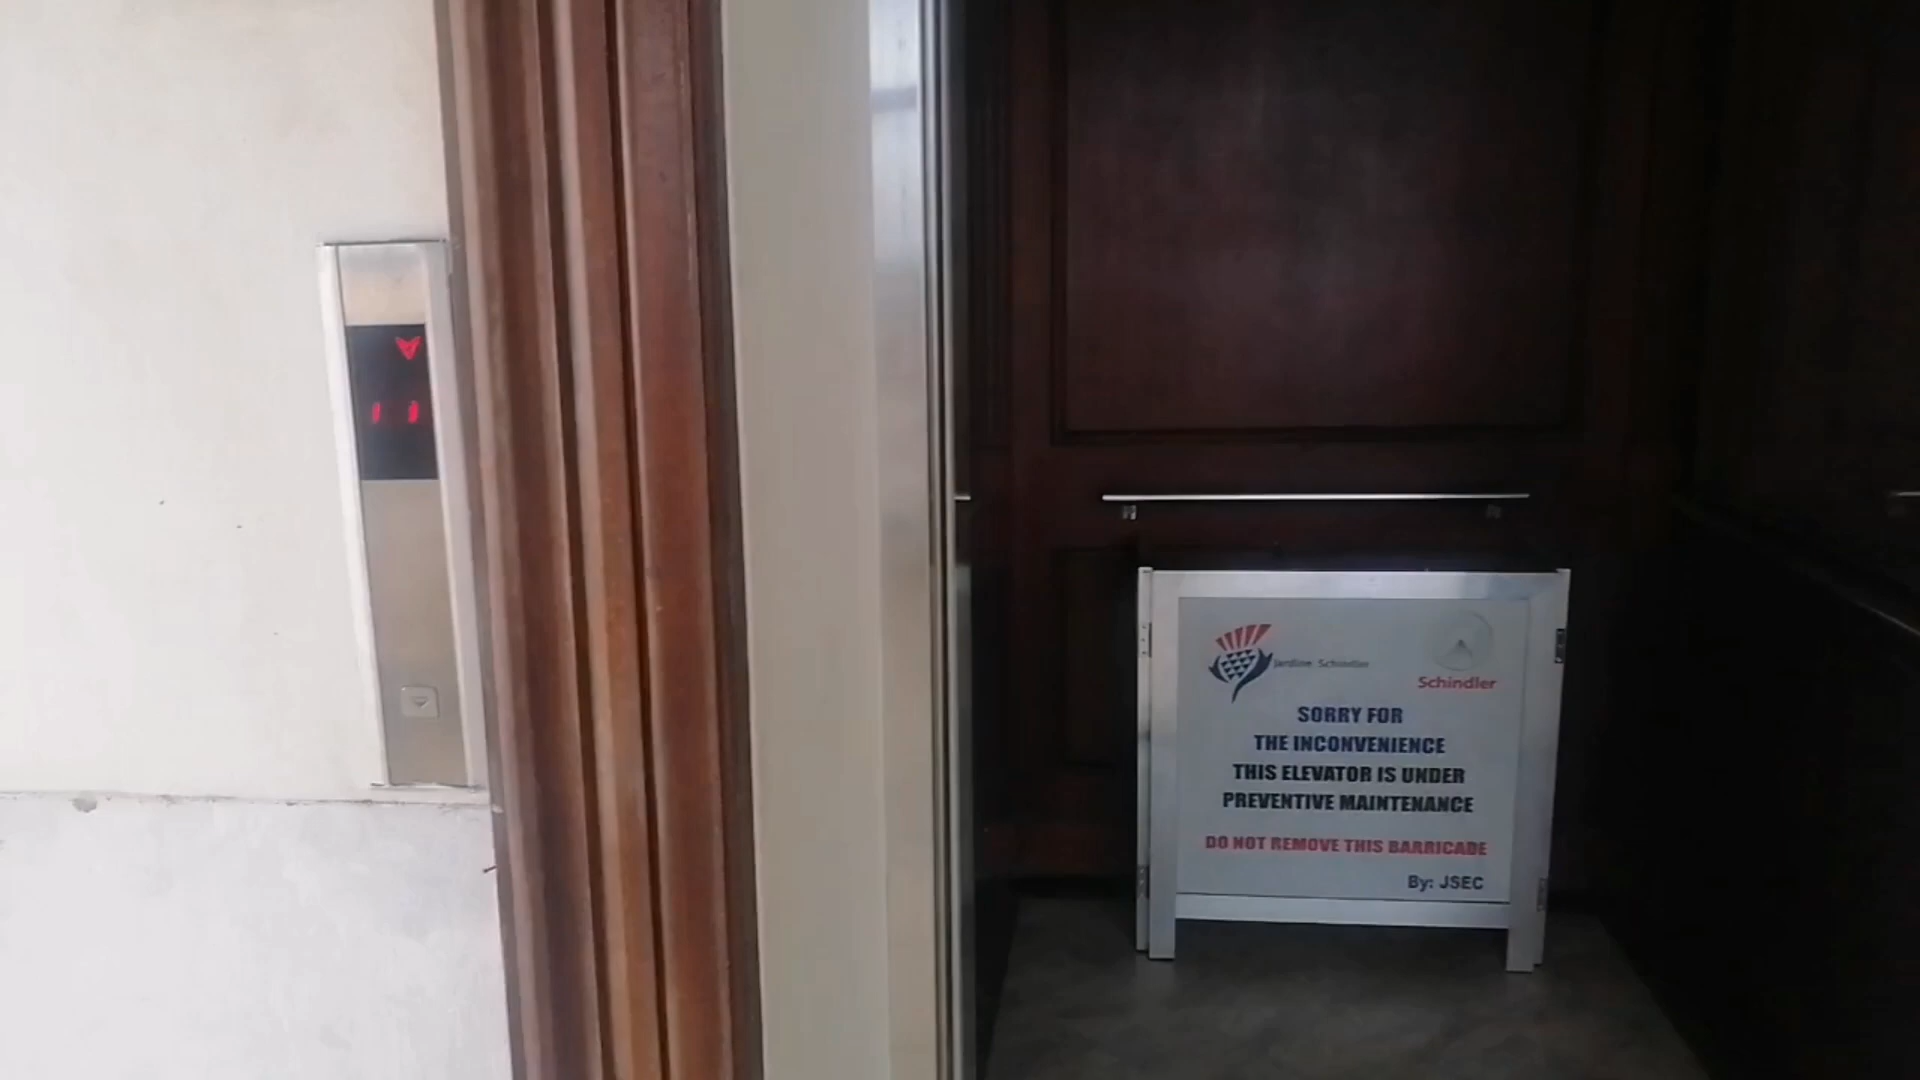 Jardine Schindler
Schindler
SORRY FOR
THE INCONVENIENCE
THIS ELEVATOR IS UNDER
PREVENTIVE MAINTENANCE
DO NOT REMOVE THIS BARRICADE
By: JSEC